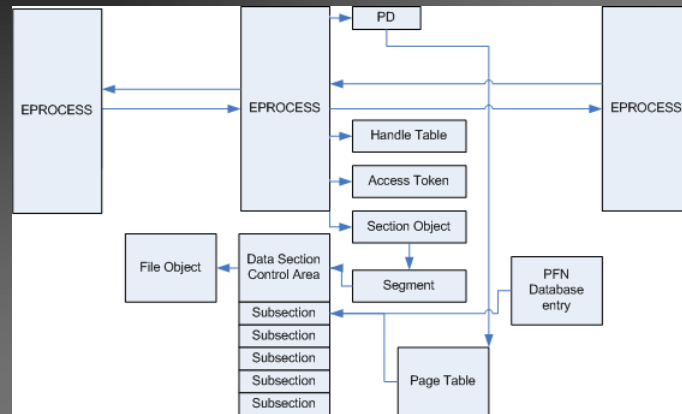 PD
EPROCESS
EPROCESS
EPROCESS
Handle Table
Access Token
Section Object
File Object
Data Section
Control Area
Segment
PFN
Database
entry
Subsection
Subsection
Subsection
Subsection
Subsection
Page Table